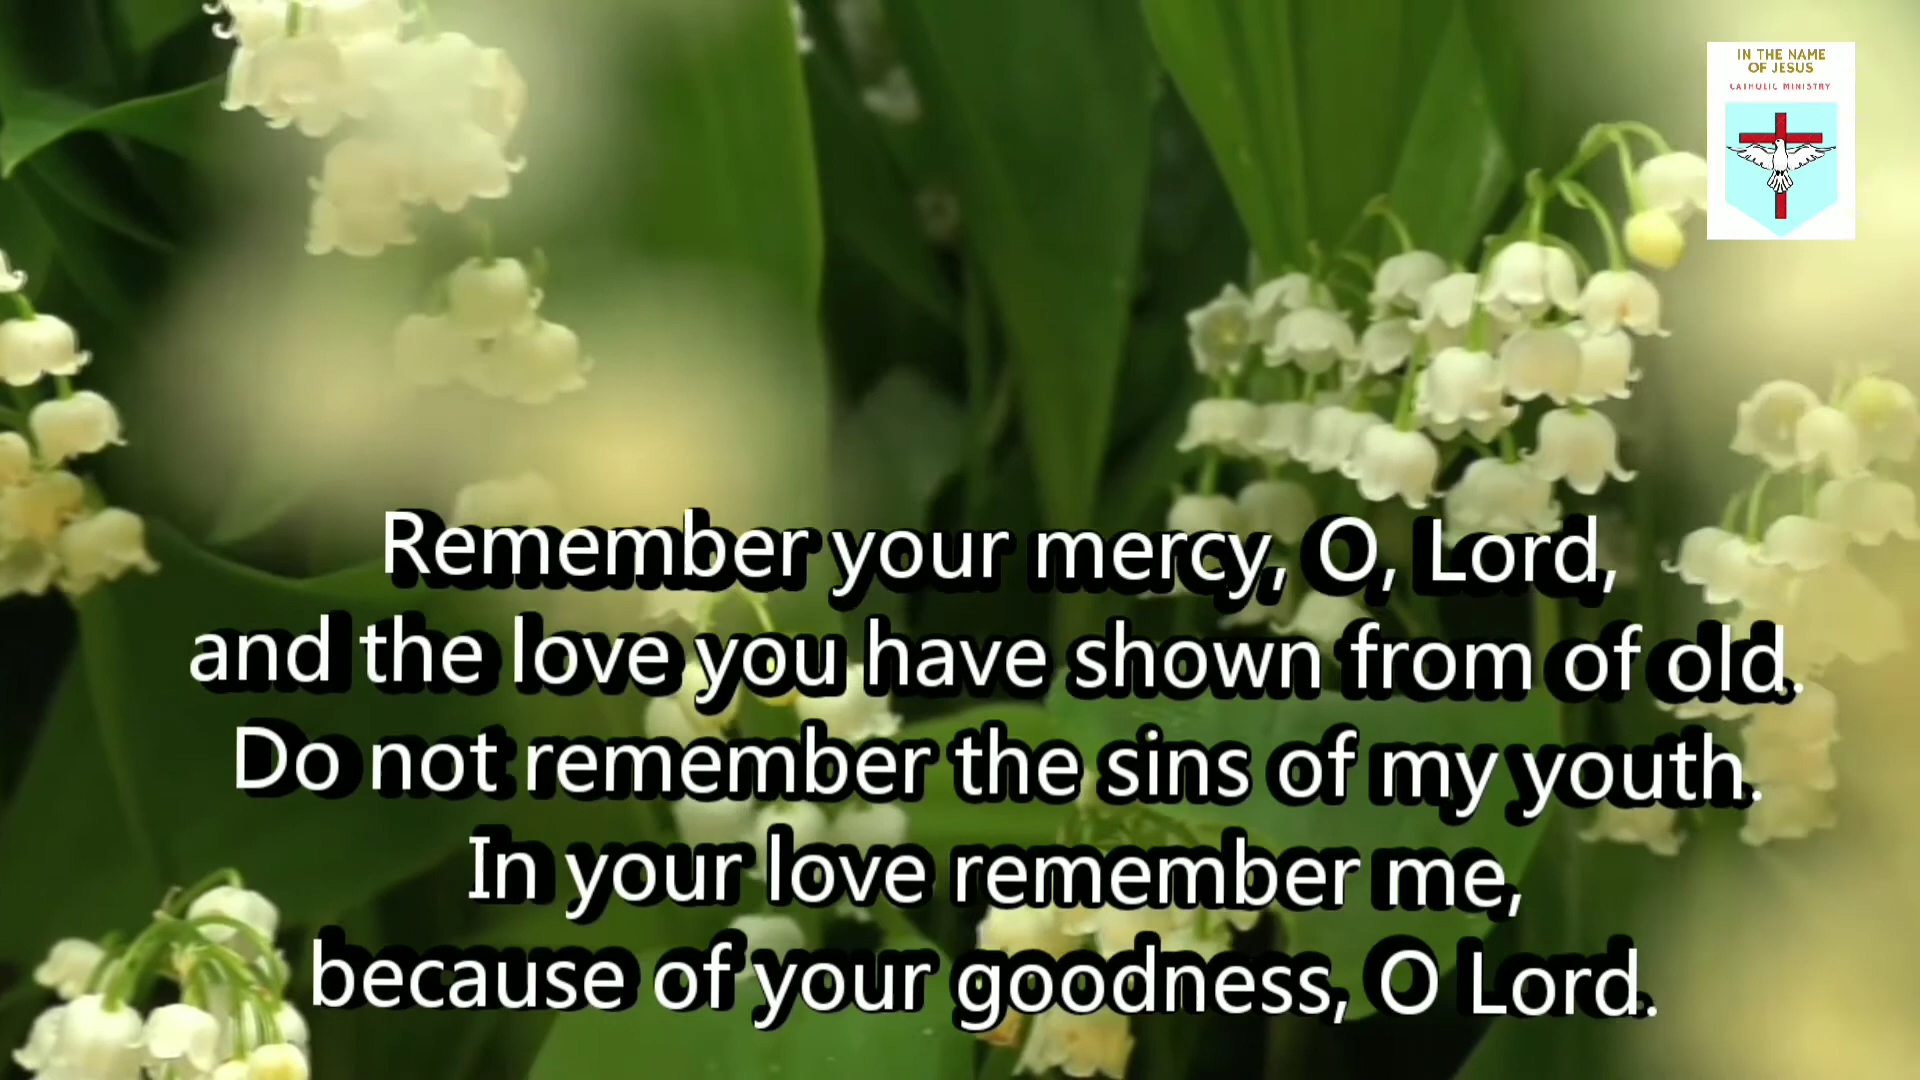 IN THE NAME
OF JESUS
CATHOLIC MINISTRY
Remember your mercy, O, Lord,
and the love you have shown from of old.
Do not remember the sins of my youth.
In your love remember me,
because of your goodness, O Lord.